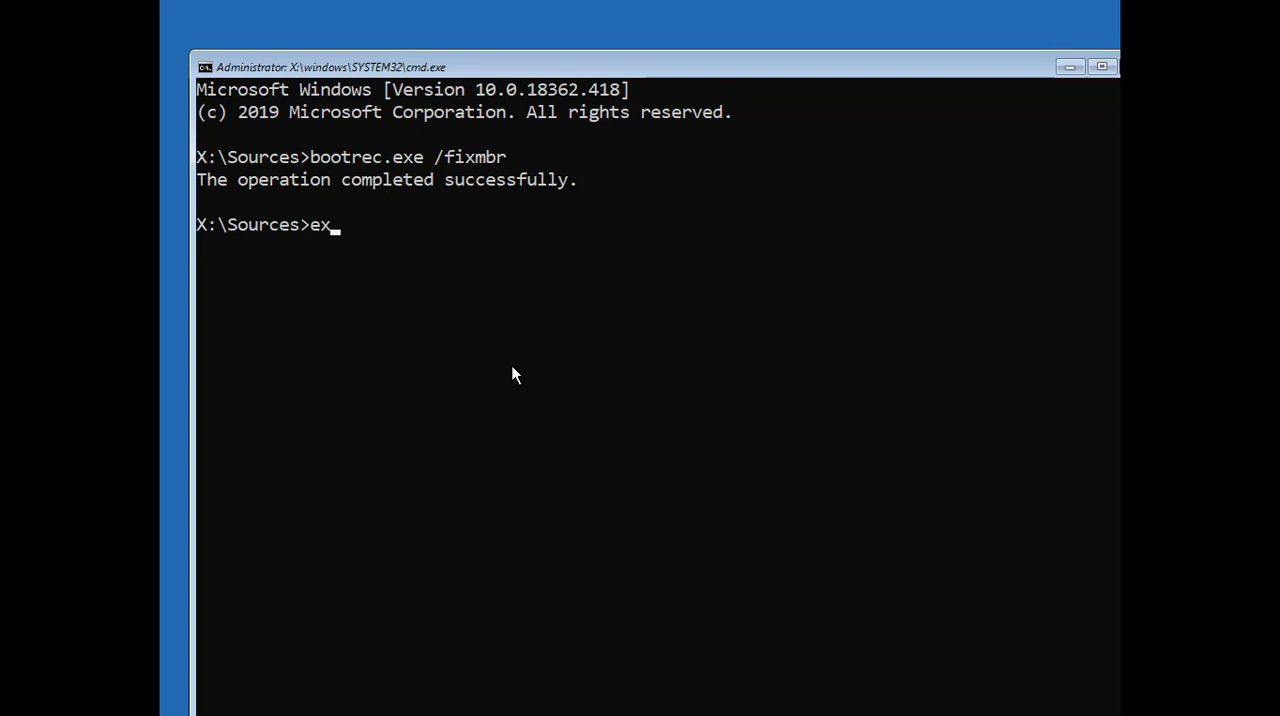 Administrator: X:\windows\SYSTEM32\cmd.exe
Microsoft Windows [Version 10.0.18362.418]
(c) 2019 Microsoft Corporation. All rights reserved.
X:\Sources>bootrec.exe /fixmbr
The operation completed successfully.
X:\Sources>ex